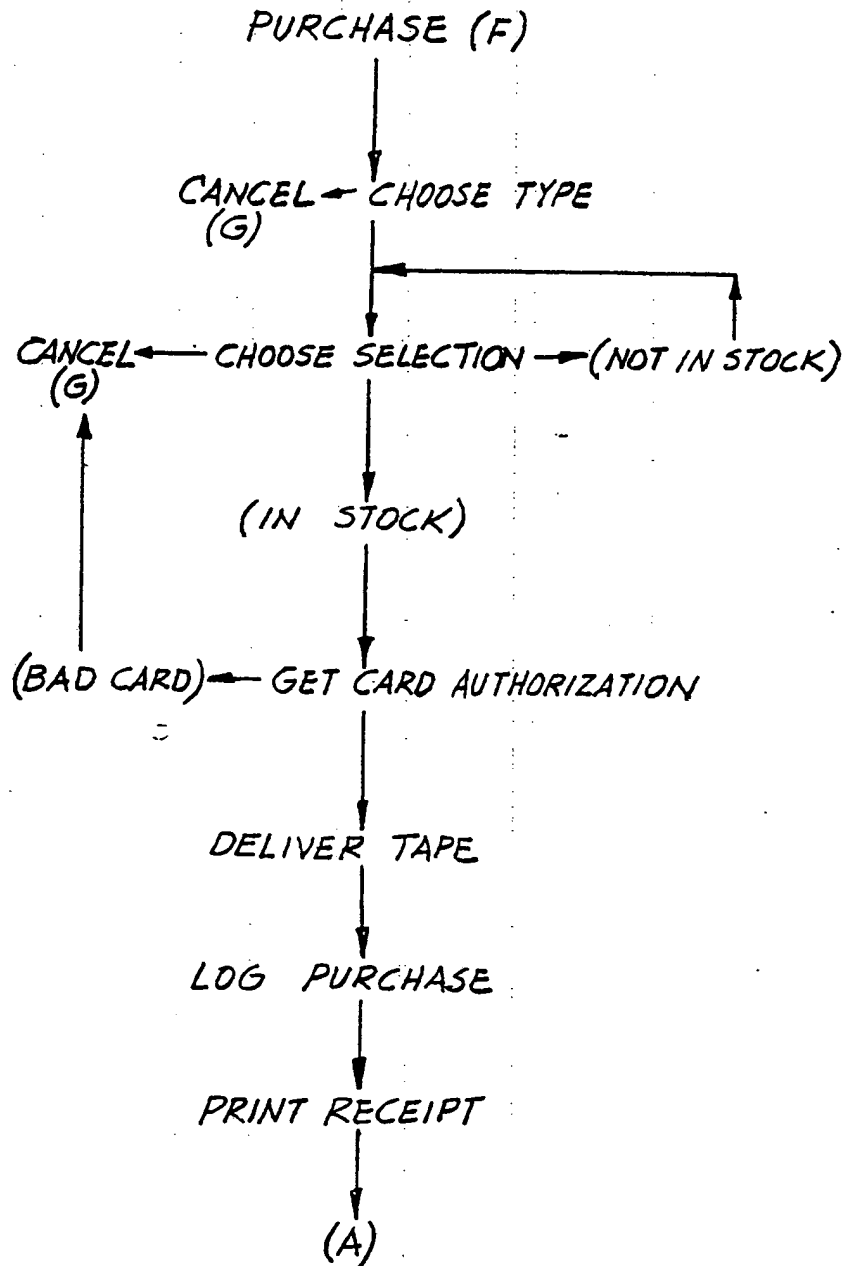 PURCHASE (F)
CANCEL CHOOSE TYPE
(G)
CANCEL CHOOSE SELECTION (NOT IN STOCK)
(G)
(IN STOCK)
(BAD CARD) GET CARD AUTHORIZATION
DELIVER TAPE
LOG PURCHASE
PRINT RECEIPT
(A)